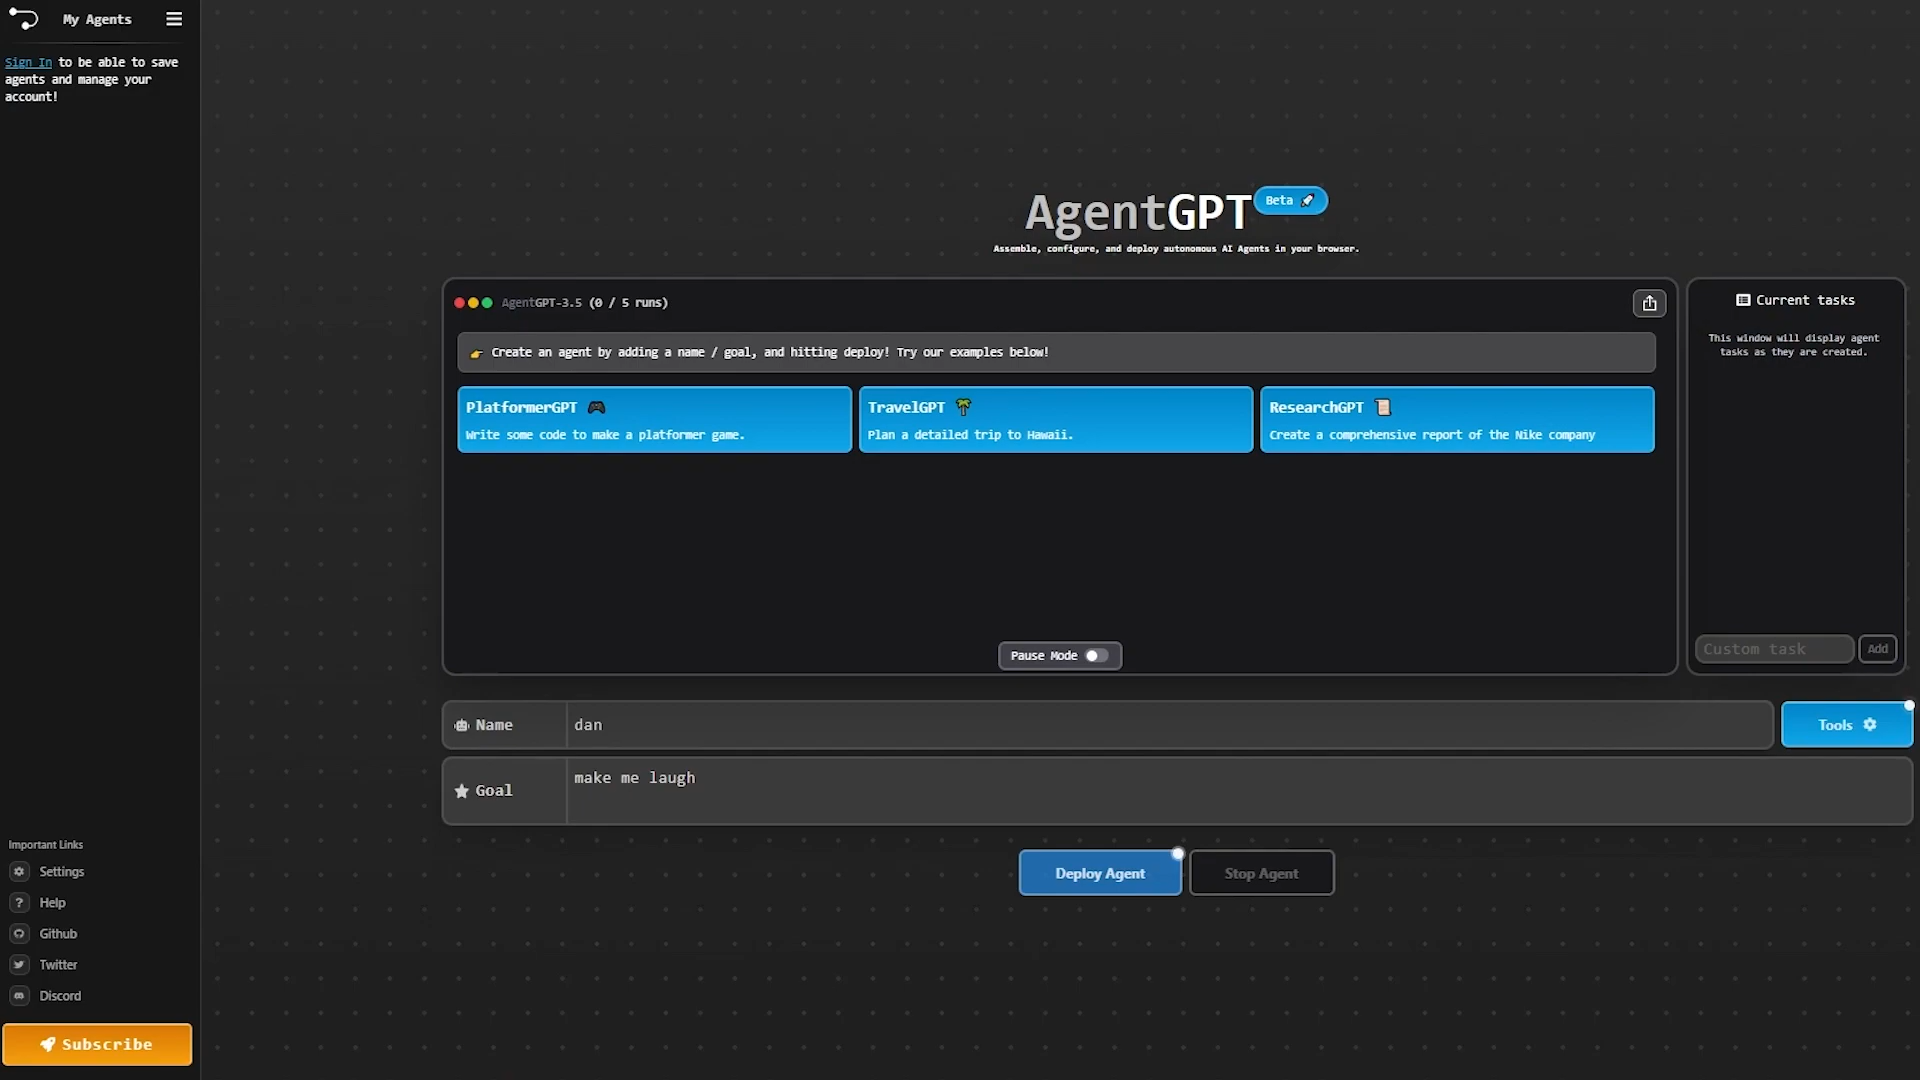 My Agents
Sign In to be able to save
agents and manage your
account!
AgentGPT
Beta
Assemble, configure, and deploy autonomous AI Agents in your browser.
AgentGPT-3.5 (0 / 5 runs)
Create an agent by adding a name / goal, and hitting deploy! Try our examples below!
PlatformerGPT
Write some code to make a platformer game.
TravelGPT
Plan a detailed trip to Hawaii.
ResearchGPT
Create a comprehensive report of the Nike company
Pause Mode
Current tasks
This window will display agent
tasks as they are created.
Custom task
Add
Name
dan
Tools
Goal
make me laugh
Deploy Agent
Stop Agent
Important Links
Settings
Help
Github
Twitter
Discord
Subscribe